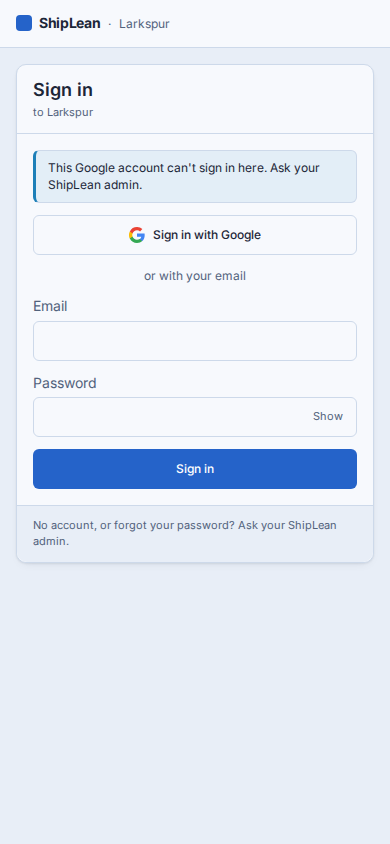 ShipLean · Larkspur
Sign in
to Larkspur
This Google account can't sign in here. Ask your
ShipLean admin.
Sign in with Google
or with your email
Email
Password
Show
Sign in
No account, or forgot your password? Ask your ShipLean
admin.